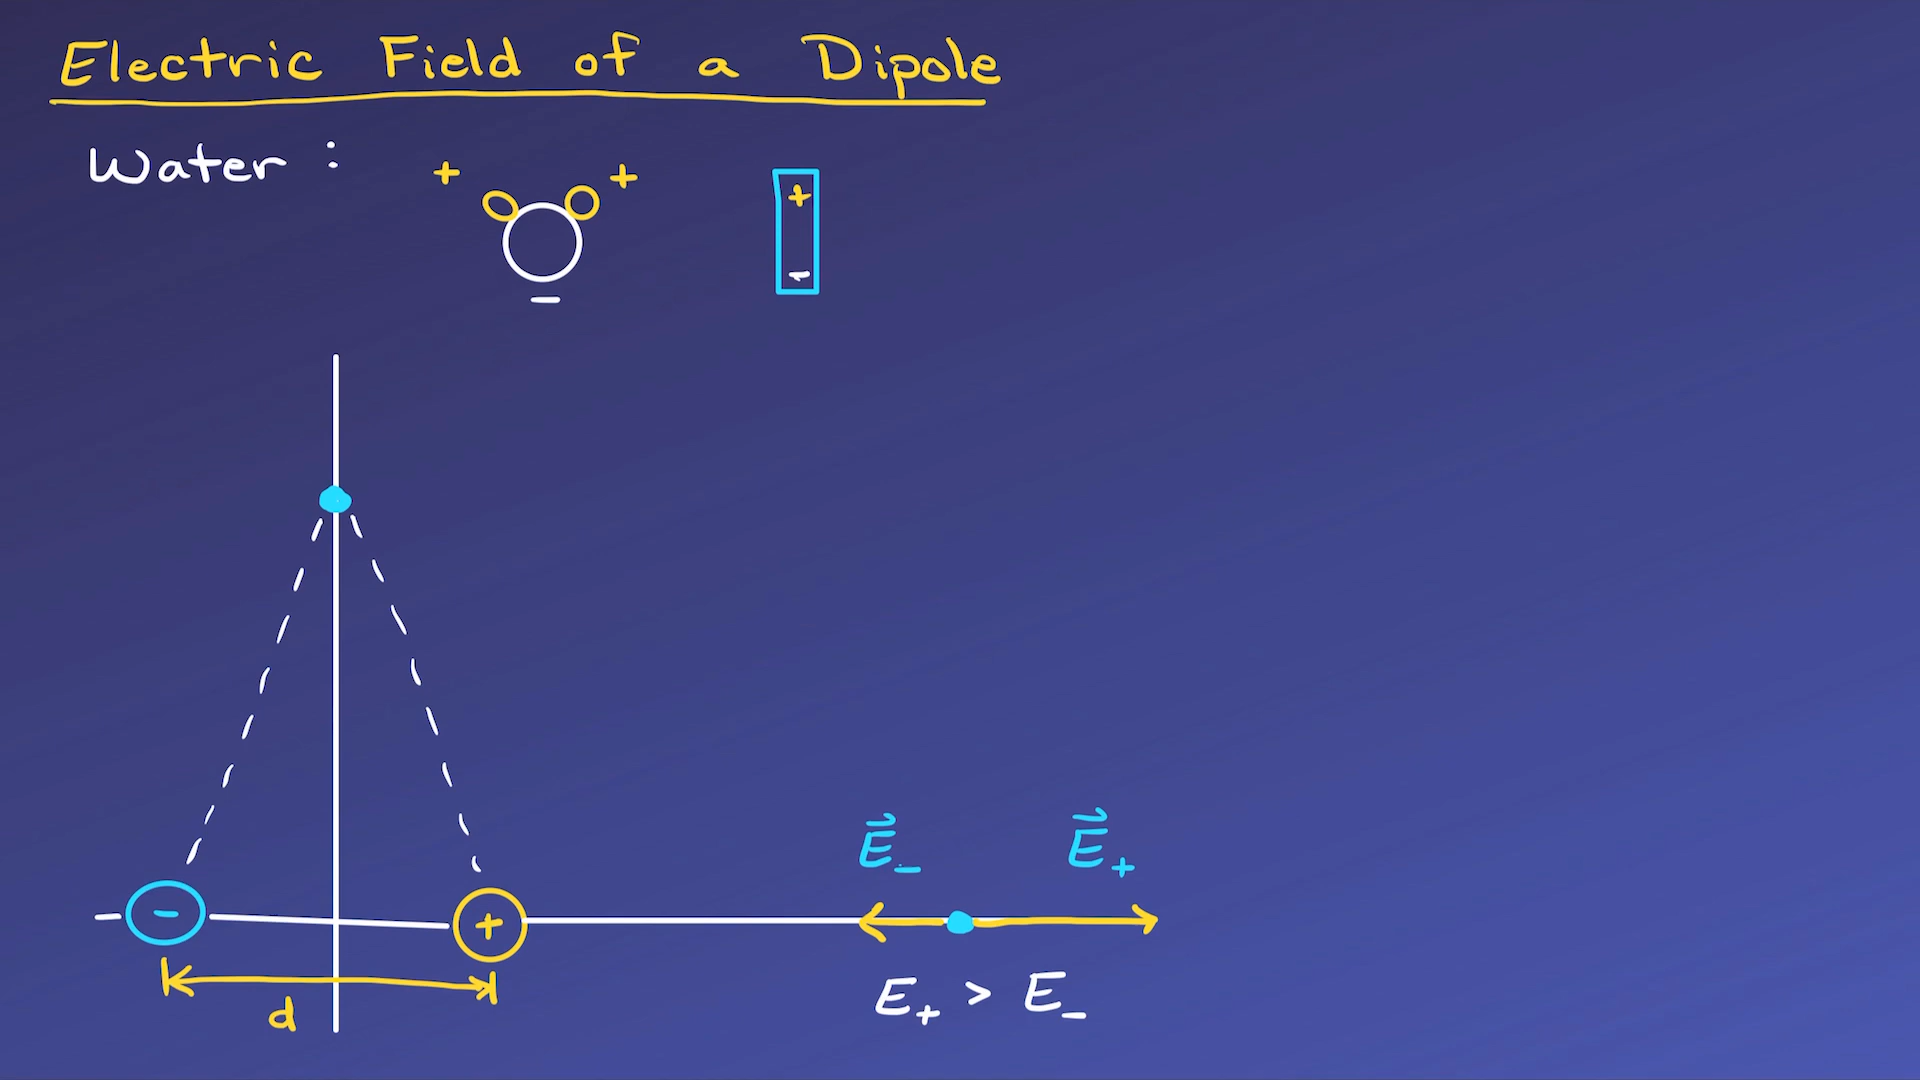 Electric Field of a Dipole
Water :
+ +
+
−
−
E⃗₋ E⃗₊
− +
d
E₊ > E₋